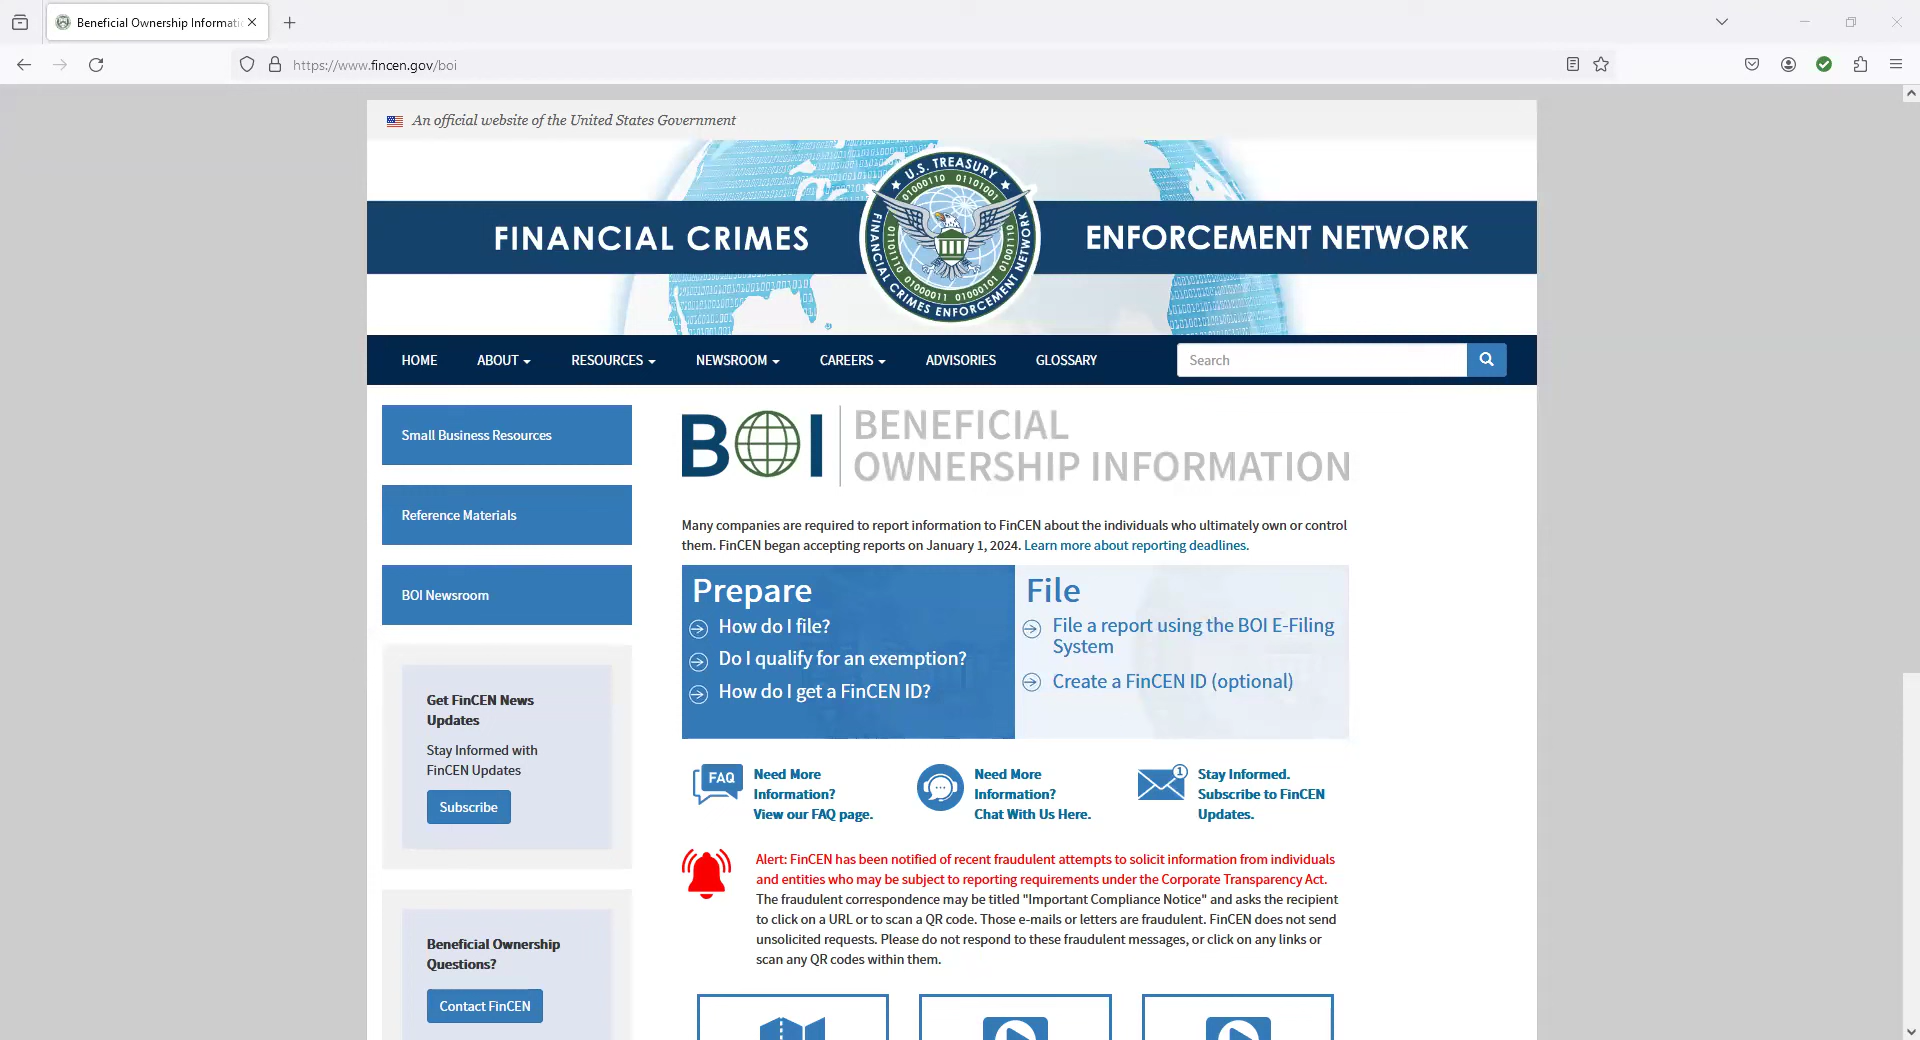 Beneficial Ownership Informati
https://www.fincen.gov/boi
An official website of the United States Government
FINANCIAL CRIMES
ENFORCEMENT NETWORK
U.S. TREASURY
FINANCIAL CRIMES ENFORCEMENT NETWORK
01000110 01101001
01101110
01000011 01000101
01001110
HOME
ABOUT
RESOURCES
NEWSROOM
CAREERS
ADVISORIES
GLOSSARY
Search
Small Business Resources
Reference Materials
BOI Newsroom
Get FinCEN News
Updates
Stay Informed with
FinCEN Updates
Subscribe
Beneficial Ownership
Questions?
Contact FinCEN
BOI
BENEFICIAL
OWNERSHIP INFORMATION
Many companies are required to report information to FinCEN about the individuals who ultimately own or control
them. FinCEN began accepting reports on January 1, 2024. Learn more about reporting deadlines.
Prepare
How do I file?
Do I qualify for an exemption?
How do I get a FinCEN ID?
File
File a report using the BOI E-Filing
System
Create a FinCEN ID (optional)
FAQ
Need More
Information?
View our FAQ page.
Need More
Information?
Chat With Us Here.
1
Stay Informed.
Subscribe to FinCEN
Updates.
Alert: FinCEN has been notified of recent fraudulent attempts to solicit information from individuals
and entities who may be subject to reporting requirements under the Corporate Transparency Act.
The fraudulent correspondence may be titled "Important Compliance Notice" and asks the recipient
to click on a URL or to scan a QR code. Those e-mails or letters are fraudulent. FinCEN does not send
unsolicited requests. Please do not respond to these fraudulent messages, or click on any links or
scan any QR codes within them.